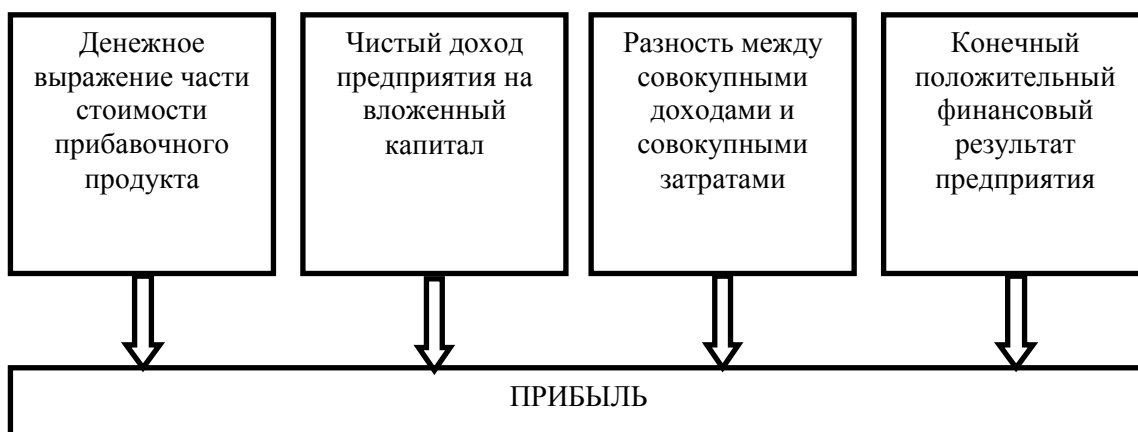 Денежное
выражение части
стоимости
прибавочного
продукта
Чистый доход
предприятия на
вложенный
капитал
Разность между
совокупными
доходами и
совокупными
затратами
Конечный
положительный
финансовый
результат
предприятия
ПРИБЫЛЬ